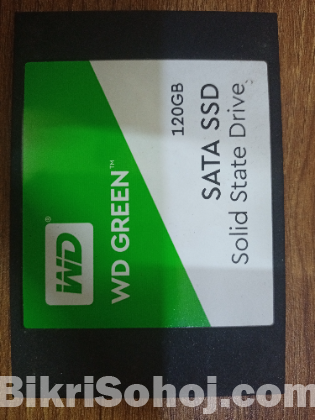 120GB
SATA SSD
Solid State Drive
WD GREEN™
WD®
BikriSohoj.com